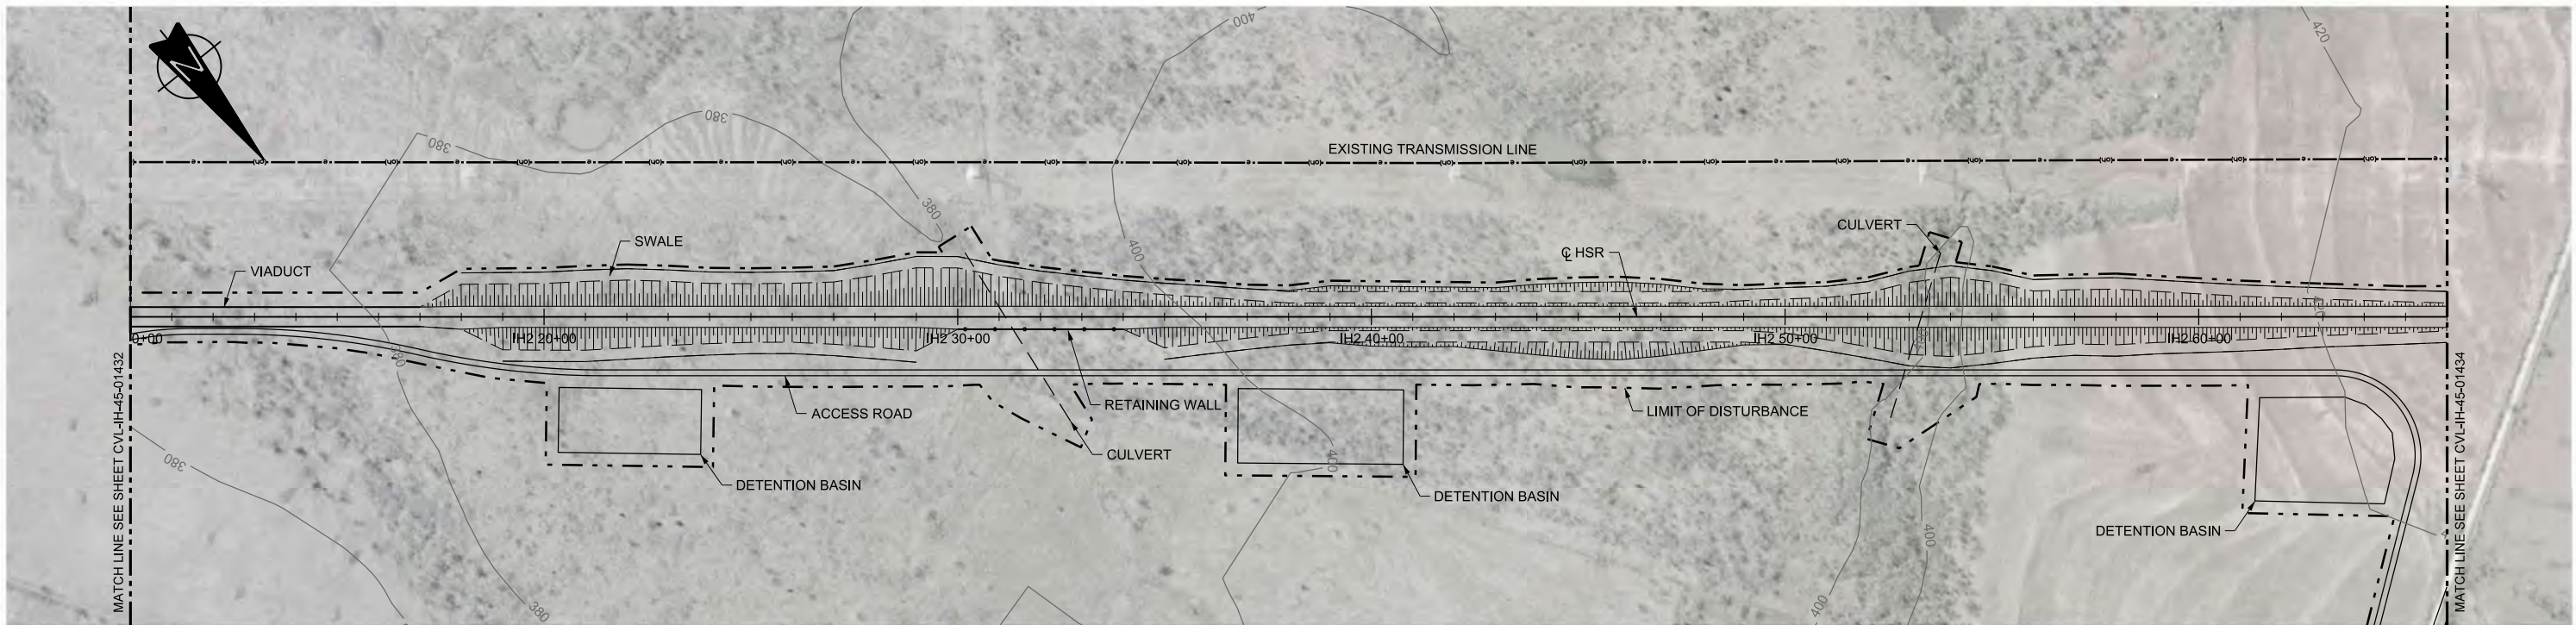 400
420
N
380
380
EXISTING TRANSMISSION LINE
380
CULVERT
SWALE
400
℄ HSR
VIADUCT
420
0+00
IH2 20+00
IH2 30+00
IH2 40+00
IH2 50+00
IH2 60+00
380
MATCH LINE SEE SHEET CVL-IH-45-01432
MATCH LINE SEE SHEET CVL-IH-45-01434
ACCESS ROAD
RETAINING WALL
LIMIT OF DISTURBANCE
380
CULVERT
400
DETENTION BASIN
DETENTION BASIN
DETENTION BASIN
400
380
400